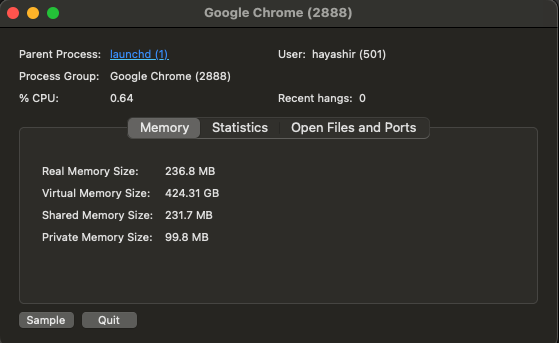 Google Chrome (2888)
Parent Process: launchd (1) User: hayashir (501)
Process Group: Google Chrome (2888)
% CPU: 0.64 Recent hangs: 0
Memory Statistics Open Files and Ports
Real Memory Size: 236.8 MB
Virtual Memory Size: 424.31 GB
Shared Memory Size: 231.7 MB
Private Memory Size: 99.8 MB
Sample Quit